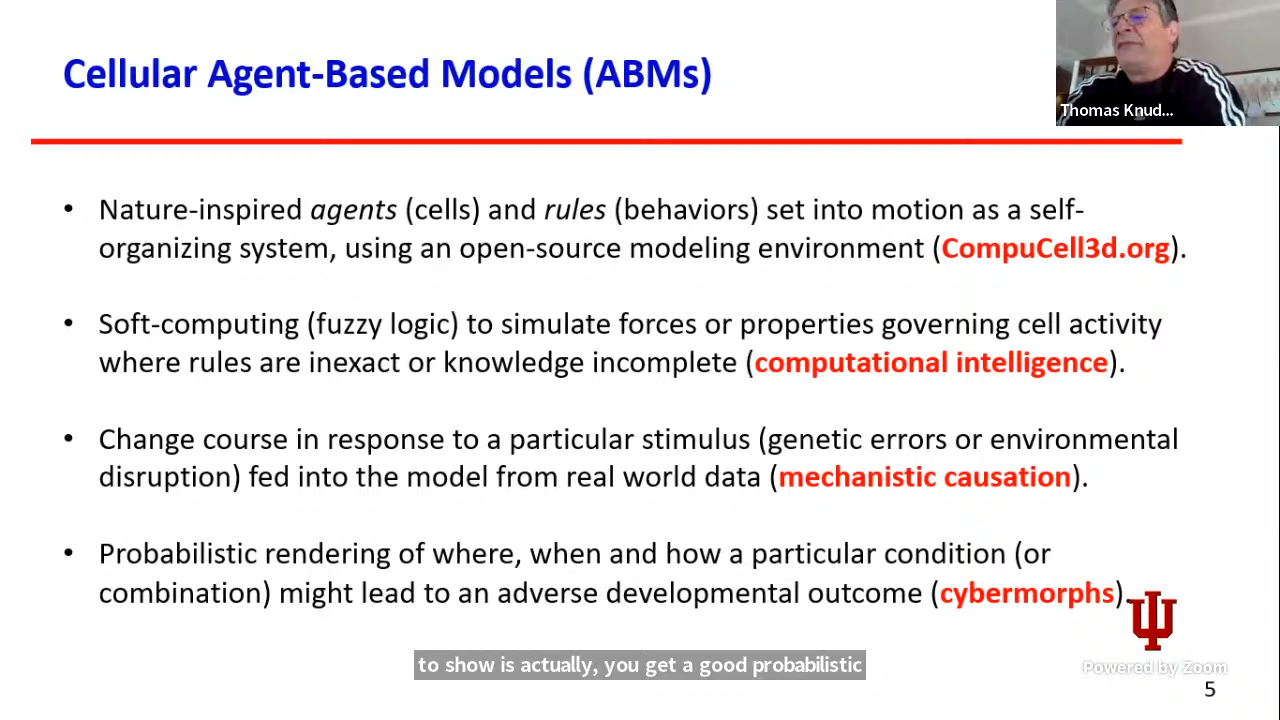 Cellular Agent-Based Models (ABMs)
Thomas Knud...
• Nature-inspired agents (cells) and rules (behaviors) set into motion as a self-
organizing system, using an open-source modeling environment (CompuCell3d.org).
• Soft-computing (fuzzy logic) to simulate forces or properties governing cell activity
where rules are inexact or knowledge incomplete (computational intelligence).
• Change course in response to a particular stimulus (genetic errors or environmental
disruption) fed into the model from real world data (mechanistic causation).
• Probabilistic rendering of where, when and how a particular condition (or
combination) might lead to an adverse developmental outcome (cybermorphs).
to show is actually, you get a good probabilistic
Powered by Zoom
5